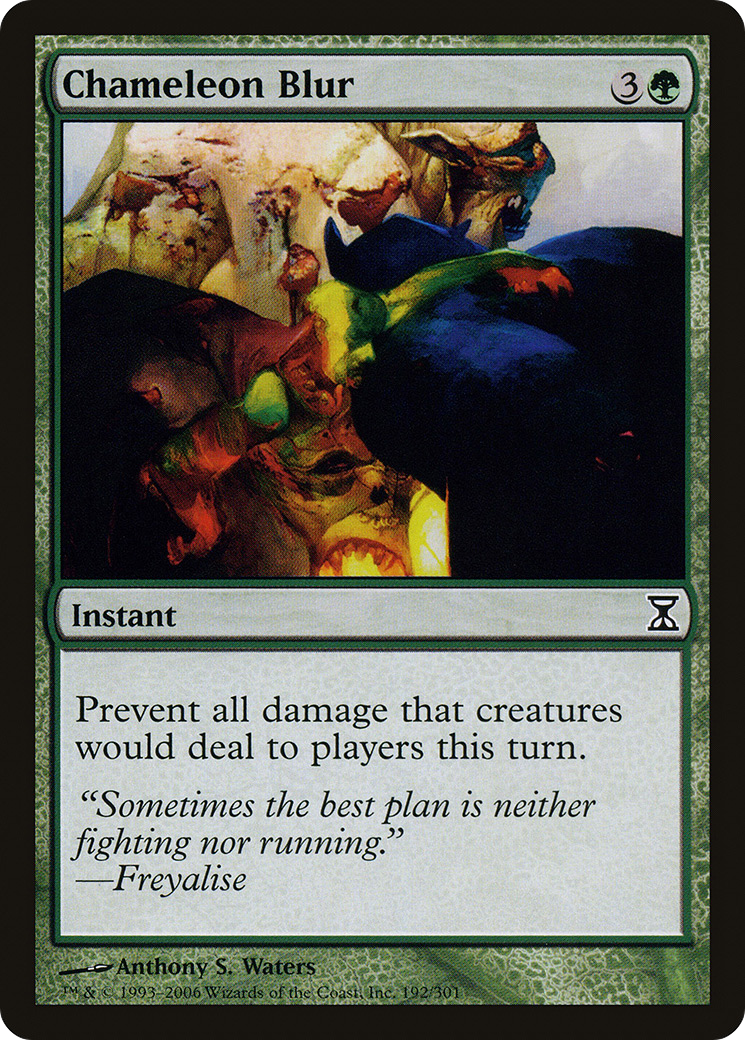 Chameleon Blur 3
Instant
Prevent all damage that creatures
would deal to players this turn.
“Sometimes the best plan is neither
fighting nor running.”
—Freyalise
Anthony S. Waters
™ & © 1993–2006 Wizards of the Coast, Inc. 192/301